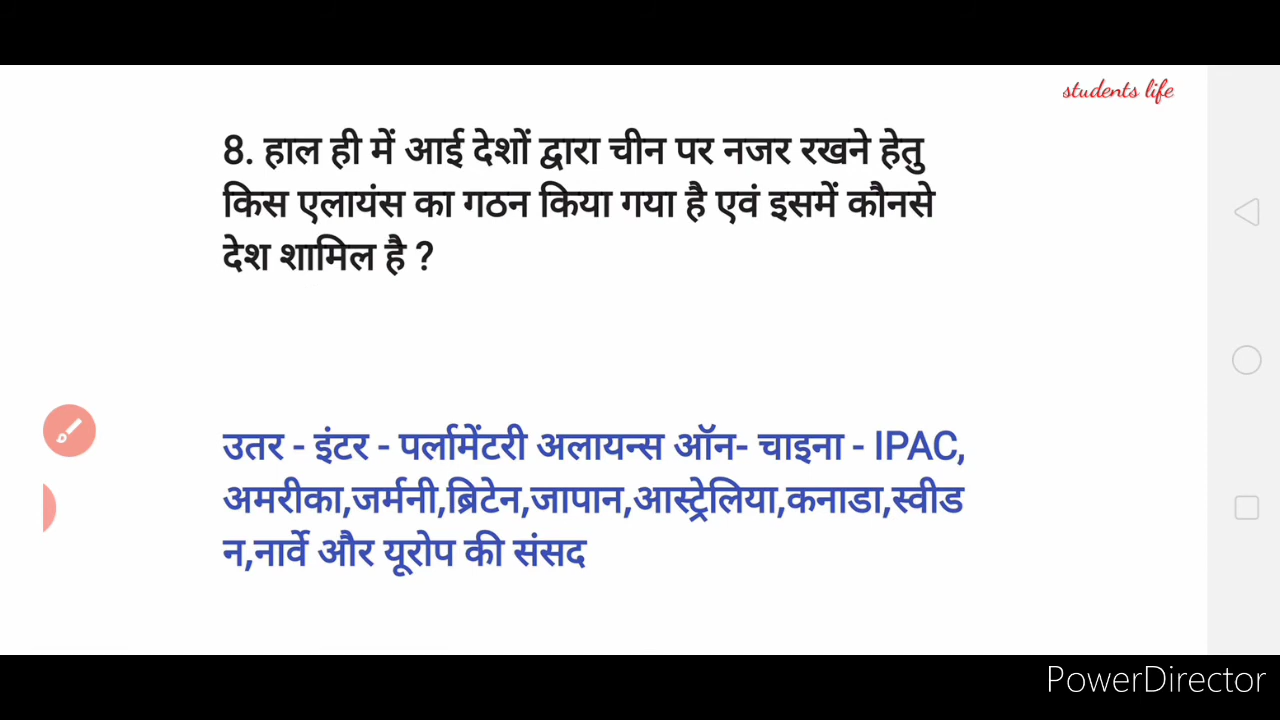 students life
8. हाल ही में आई देशों द्वारा चीन पर नजर रखने हेतु
किस एलायंस का गठन किया गया है एवं इसमें कौनसे
देश शामिल है ?
उतर - इंटर - पर्लामेंटरी अलायन्स ऑन- चाइना - IPAC,
अमरीका,जर्मनी,ब्रिटेन,जापान,आस्ट्रेलिया,कनाडा,स्वीड
न,नार्वे और यूरोप की संसद
PowerDirector